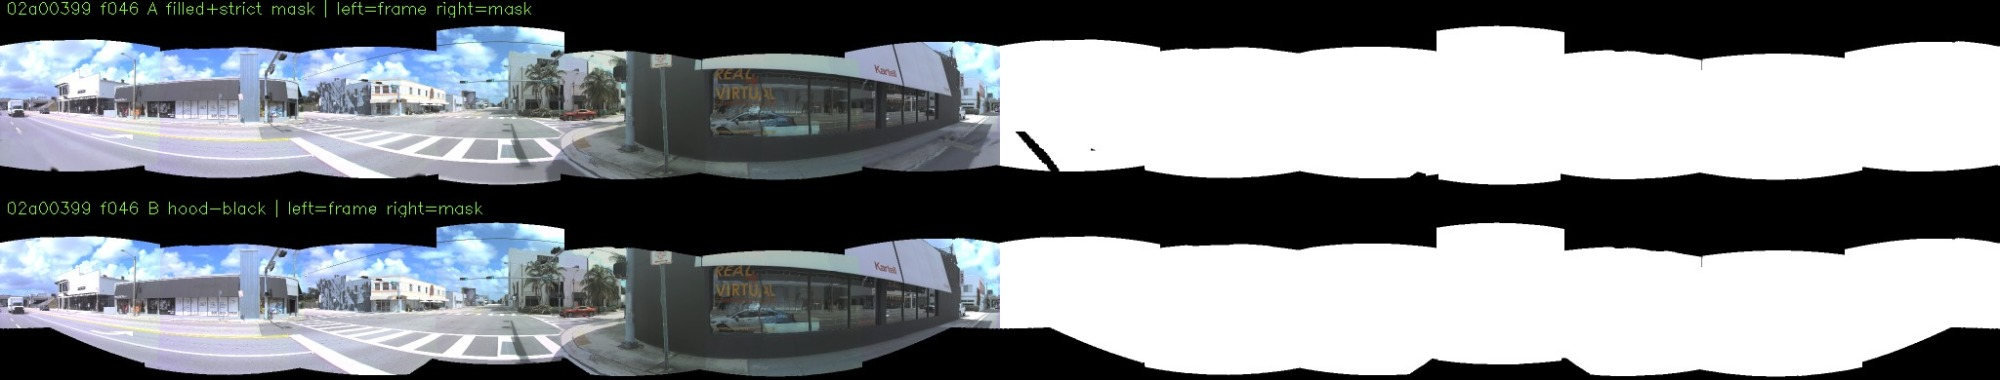 02a00399 f046 A filled+strict mask | left=frame right=mask
REAL
VIRTUAL
Kartell
02a00399 f046 B hood-black | left=frame right=mask
REAL
VIRTUAL
Kartell